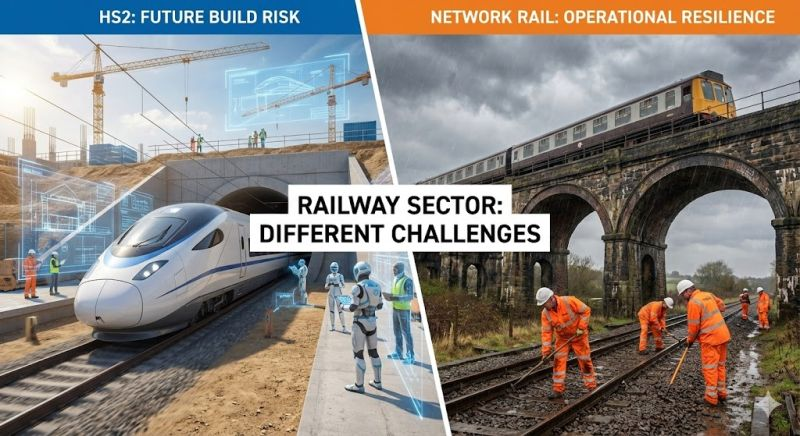 HS2: FUTURE BUILD RISK
NETWORK RAIL: OPERATIONAL RESILIENCE
RAILWAY SECTOR:
DIFFERENT CHALLENGES